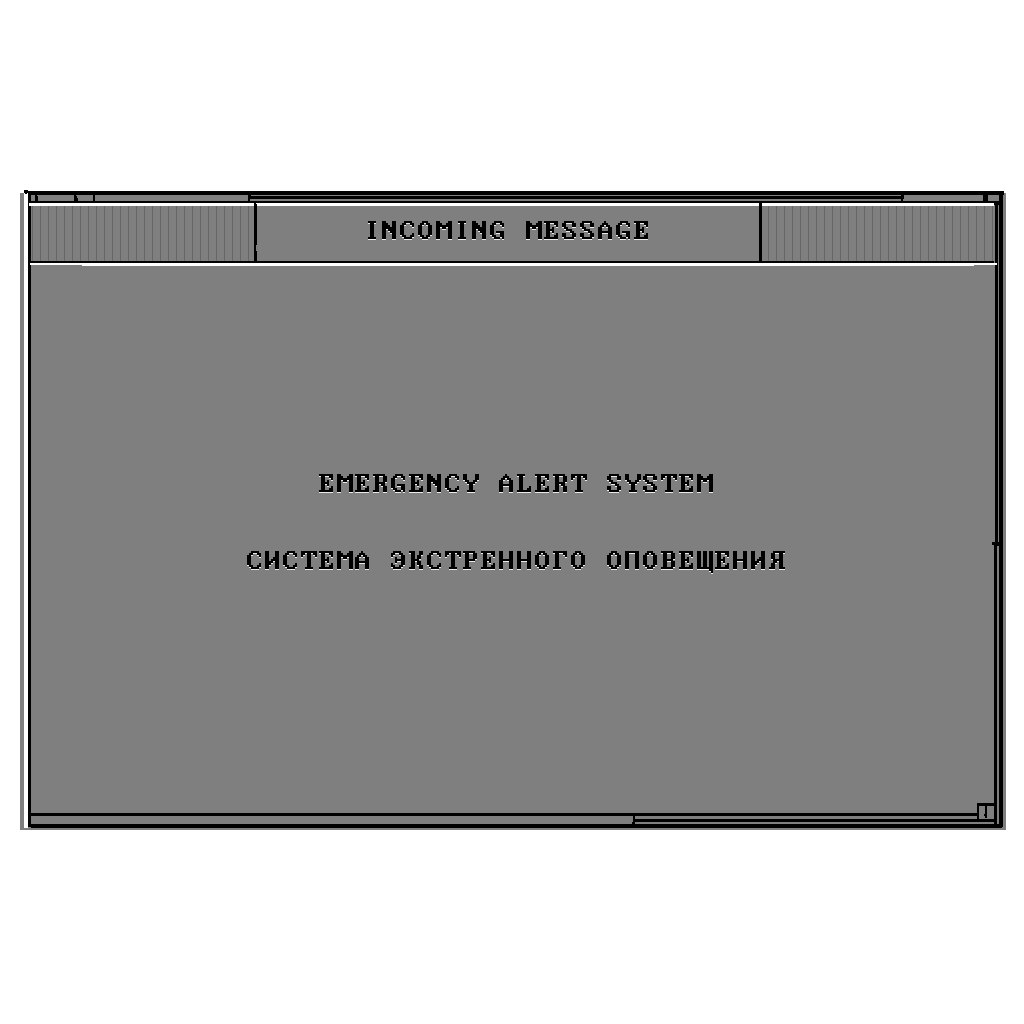 INCOMING MESSAGE
EMERGENCY ALERT SYSTEM
СИСТЕМА ЭКСТРЕННОГО ОПОВЕЩЕНИЯ